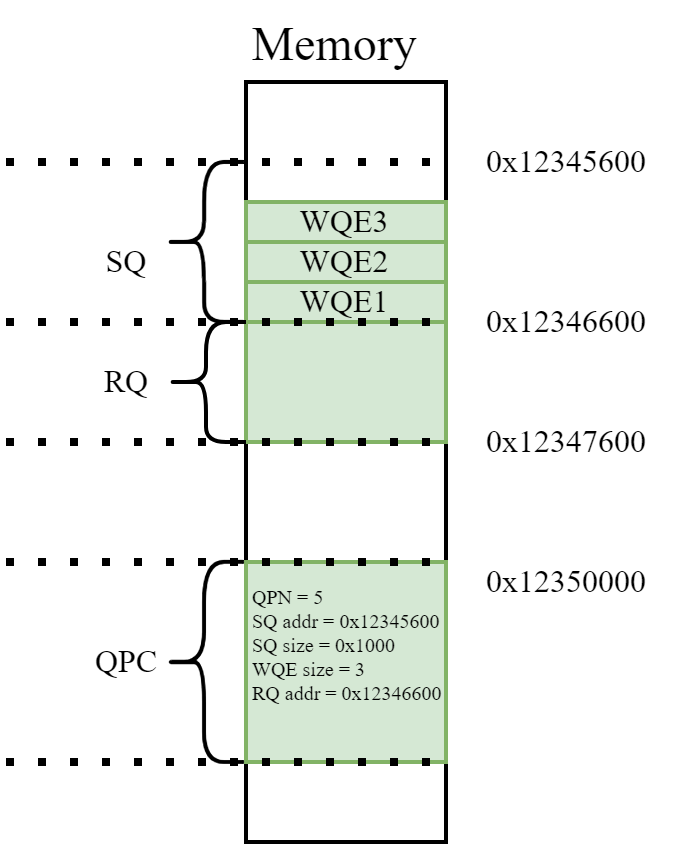 Memory
0x12345600
WQE3
WQE2
SQ
WQE1
0x12346600
RQ
0x12347600
0x12350000
QPN = 5
SQ addr = 0x12345600
SQ size = 0x1000
QPC
WQE size = 3
RQ addr = 0x12346600